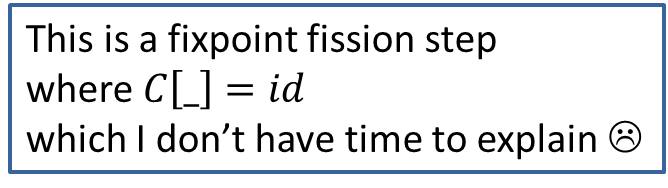 This is a fixpoint fission step
where C[_] = id
which I don’t have time to explain ☹